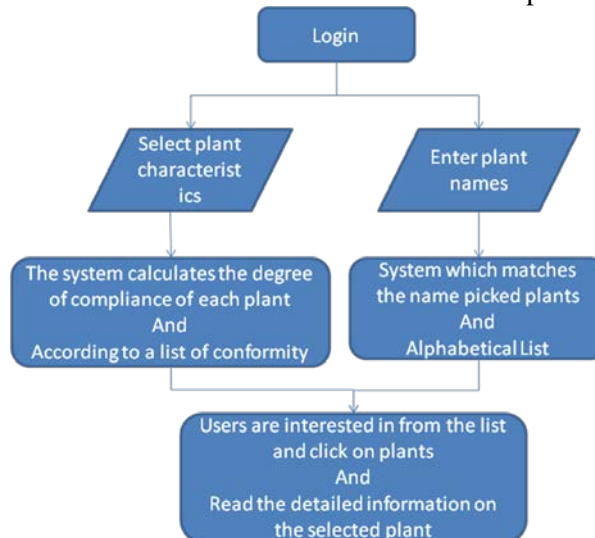 Login
Select plant
characterist
ics
Enter plant
names
The system calculates the degree
of compliance of each plant
And
According to a list of conformity
System which matches
the name picked plants
And
Alphabetical List
Users are interested in from the list
and click on plants
And
Read the detailed information on
the selected plant